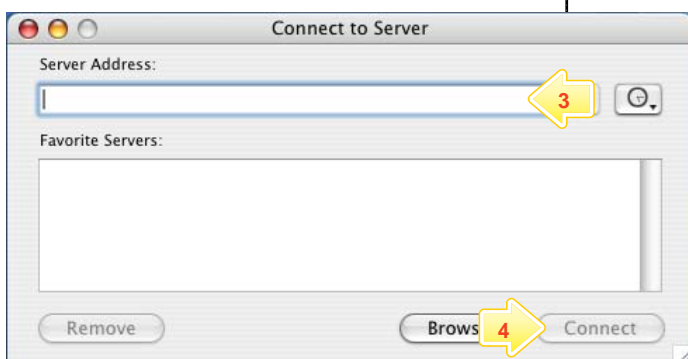 Connect to Server
Server Address:
3
Favorite Servers:
Remove
Brows 4 Connect